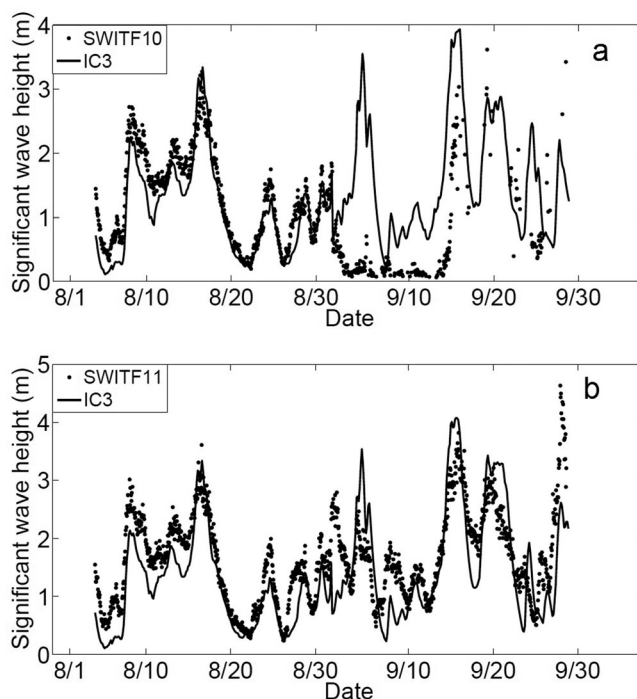 a
SWITF10
IC3
Significant wave height (m)
4
3
2
1
0
8/1 8/10 8/20 8/30 9/10 9/20 9/30
Date
b
SWITF11
IC3
Significant wave height (m)
5
4
3
2
1
0
8/1 8/10 8/20 8/30 9/10 9/20 9/30
Date